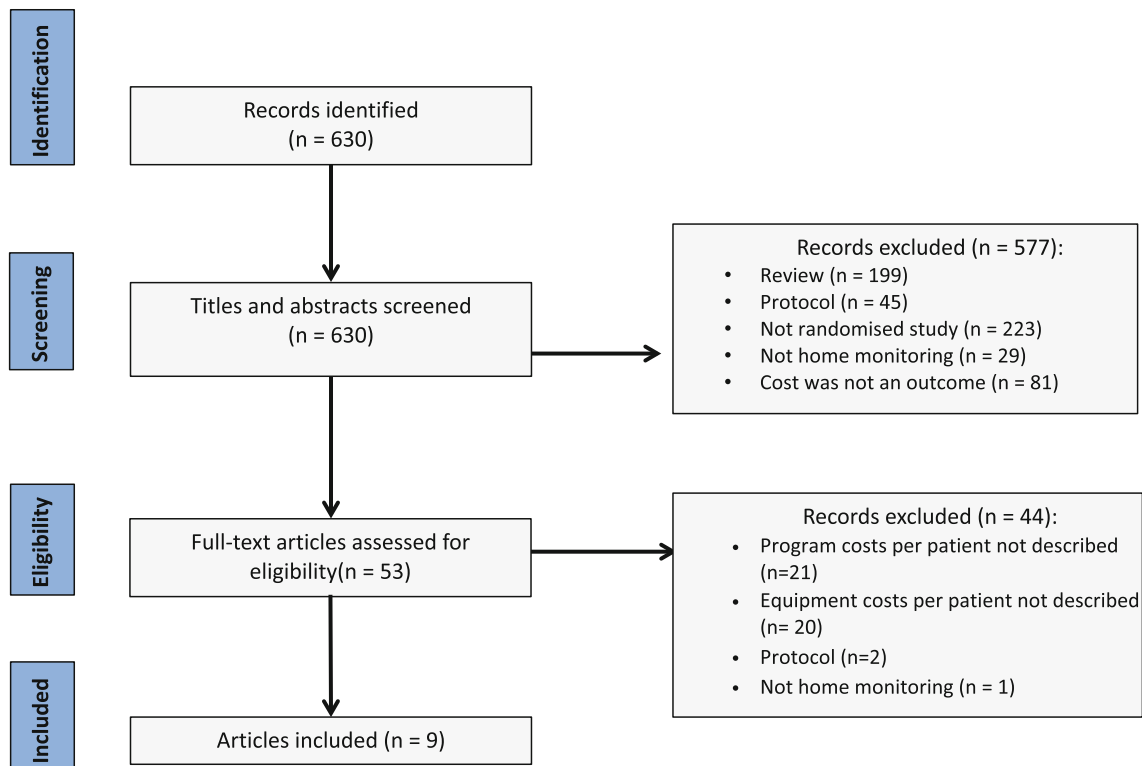 Identification
Records identified
(n = 630)
Screening
Titles and abstracts screened
(n = 630)
Records excluded (n = 577):
• Review (n = 199)
• Protocol (n = 45)
• Not randomised study (n = 223)
• Not home monitoring (n = 29)
• Cost was not an outcome (n = 81)
Eligibility
Full-text articles assessed for
eligibility(n = 53)
Records excluded (n = 44):
• Program costs per patient not described
(n=21)
• Equipment costs per patient not described
(n= 20)
• Protocol (n=2)
• Not home monitoring (n = 1)
Included
Articles included (n = 9)